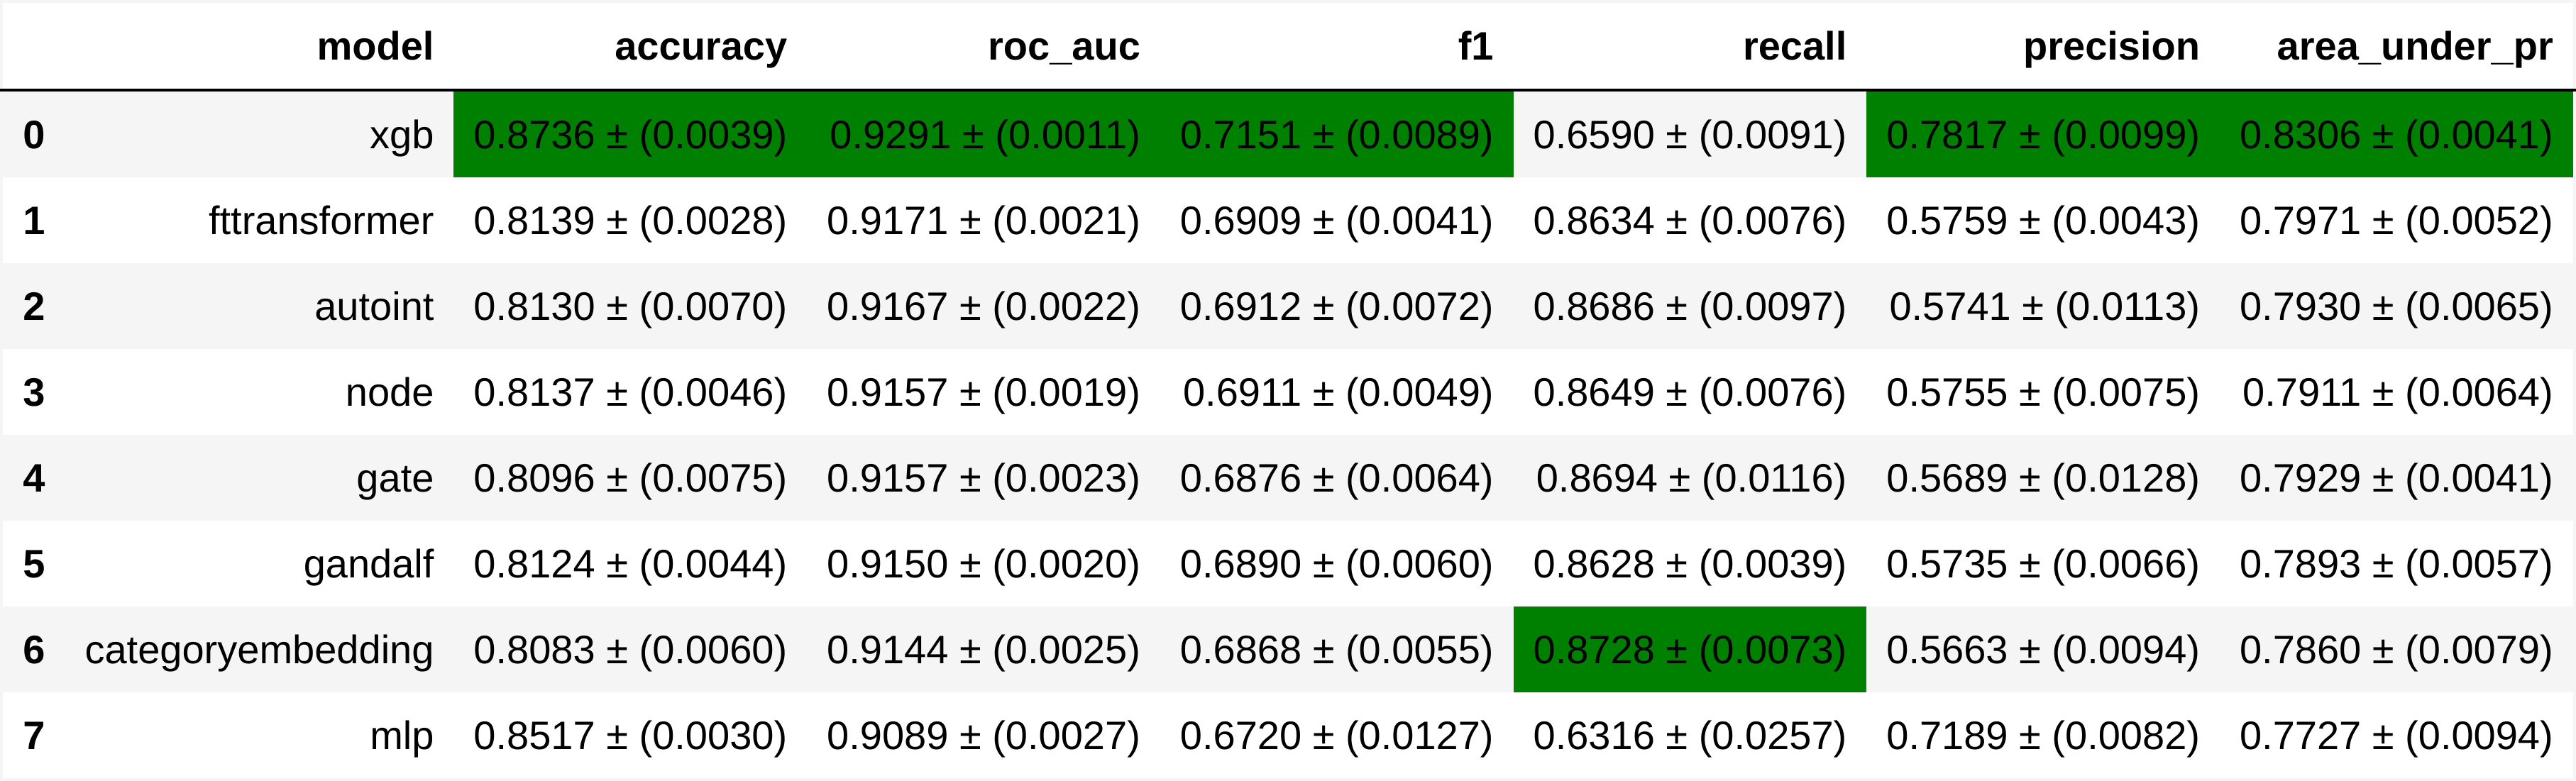 model accuracy roc_auc f1 recall precision area_under_pr
0 xgb 0.8736 ± (0.0039) 0.9291 ± (0.0011) 0.7151 ± (0.0089) 0.6590 ± (0.0091) 0.7817 ± (0.0099) 0.8306 ± (0.0041)
1 fttransformer 0.8139 ± (0.0028) 0.9171 ± (0.0021) 0.6909 ± (0.0041) 0.8634 ± (0.0076) 0.5759 ± (0.0043) 0.7971 ± (0.0052)
2 autoint 0.8130 ± (0.0070) 0.9167 ± (0.0022) 0.6912 ± (0.0072) 0.8686 ± (0.0097) 0.5741 ± (0.0113) 0.7930 ± (0.0065)
3 node 0.8137 ± (0.0046) 0.9157 ± (0.0019) 0.6911 ± (0.0049) 0.8649 ± (0.0076) 0.5755 ± (0.0075) 0.7911 ± (0.0064)
4 gate 0.8096 ± (0.0075) 0.9157 ± (0.0023) 0.6876 ± (0.0064) 0.8694 ± (0.0116) 0.5689 ± (0.0128) 0.7929 ± (0.0041)
5 gandalf 0.8124 ± (0.0044) 0.9150 ± (0.0020) 0.6890 ± (0.0060) 0.8628 ± (0.0039) 0.5735 ± (0.0066) 0.7893 ± (0.0057)
6 categoryembedding 0.8083 ± (0.0060) 0.9144 ± (0.0025) 0.6868 ± (0.0055) 0.8728 ± (0.0073) 0.5663 ± (0.0094) 0.7860 ± (0.0079)
7 mlp 0.8517 ± (0.0030) 0.9089 ± (0.0027) 0.6720 ± (0.0127) 0.6316 ± (0.0257) 0.7189 ± (0.0082) 0.7727 ± (0.0094)